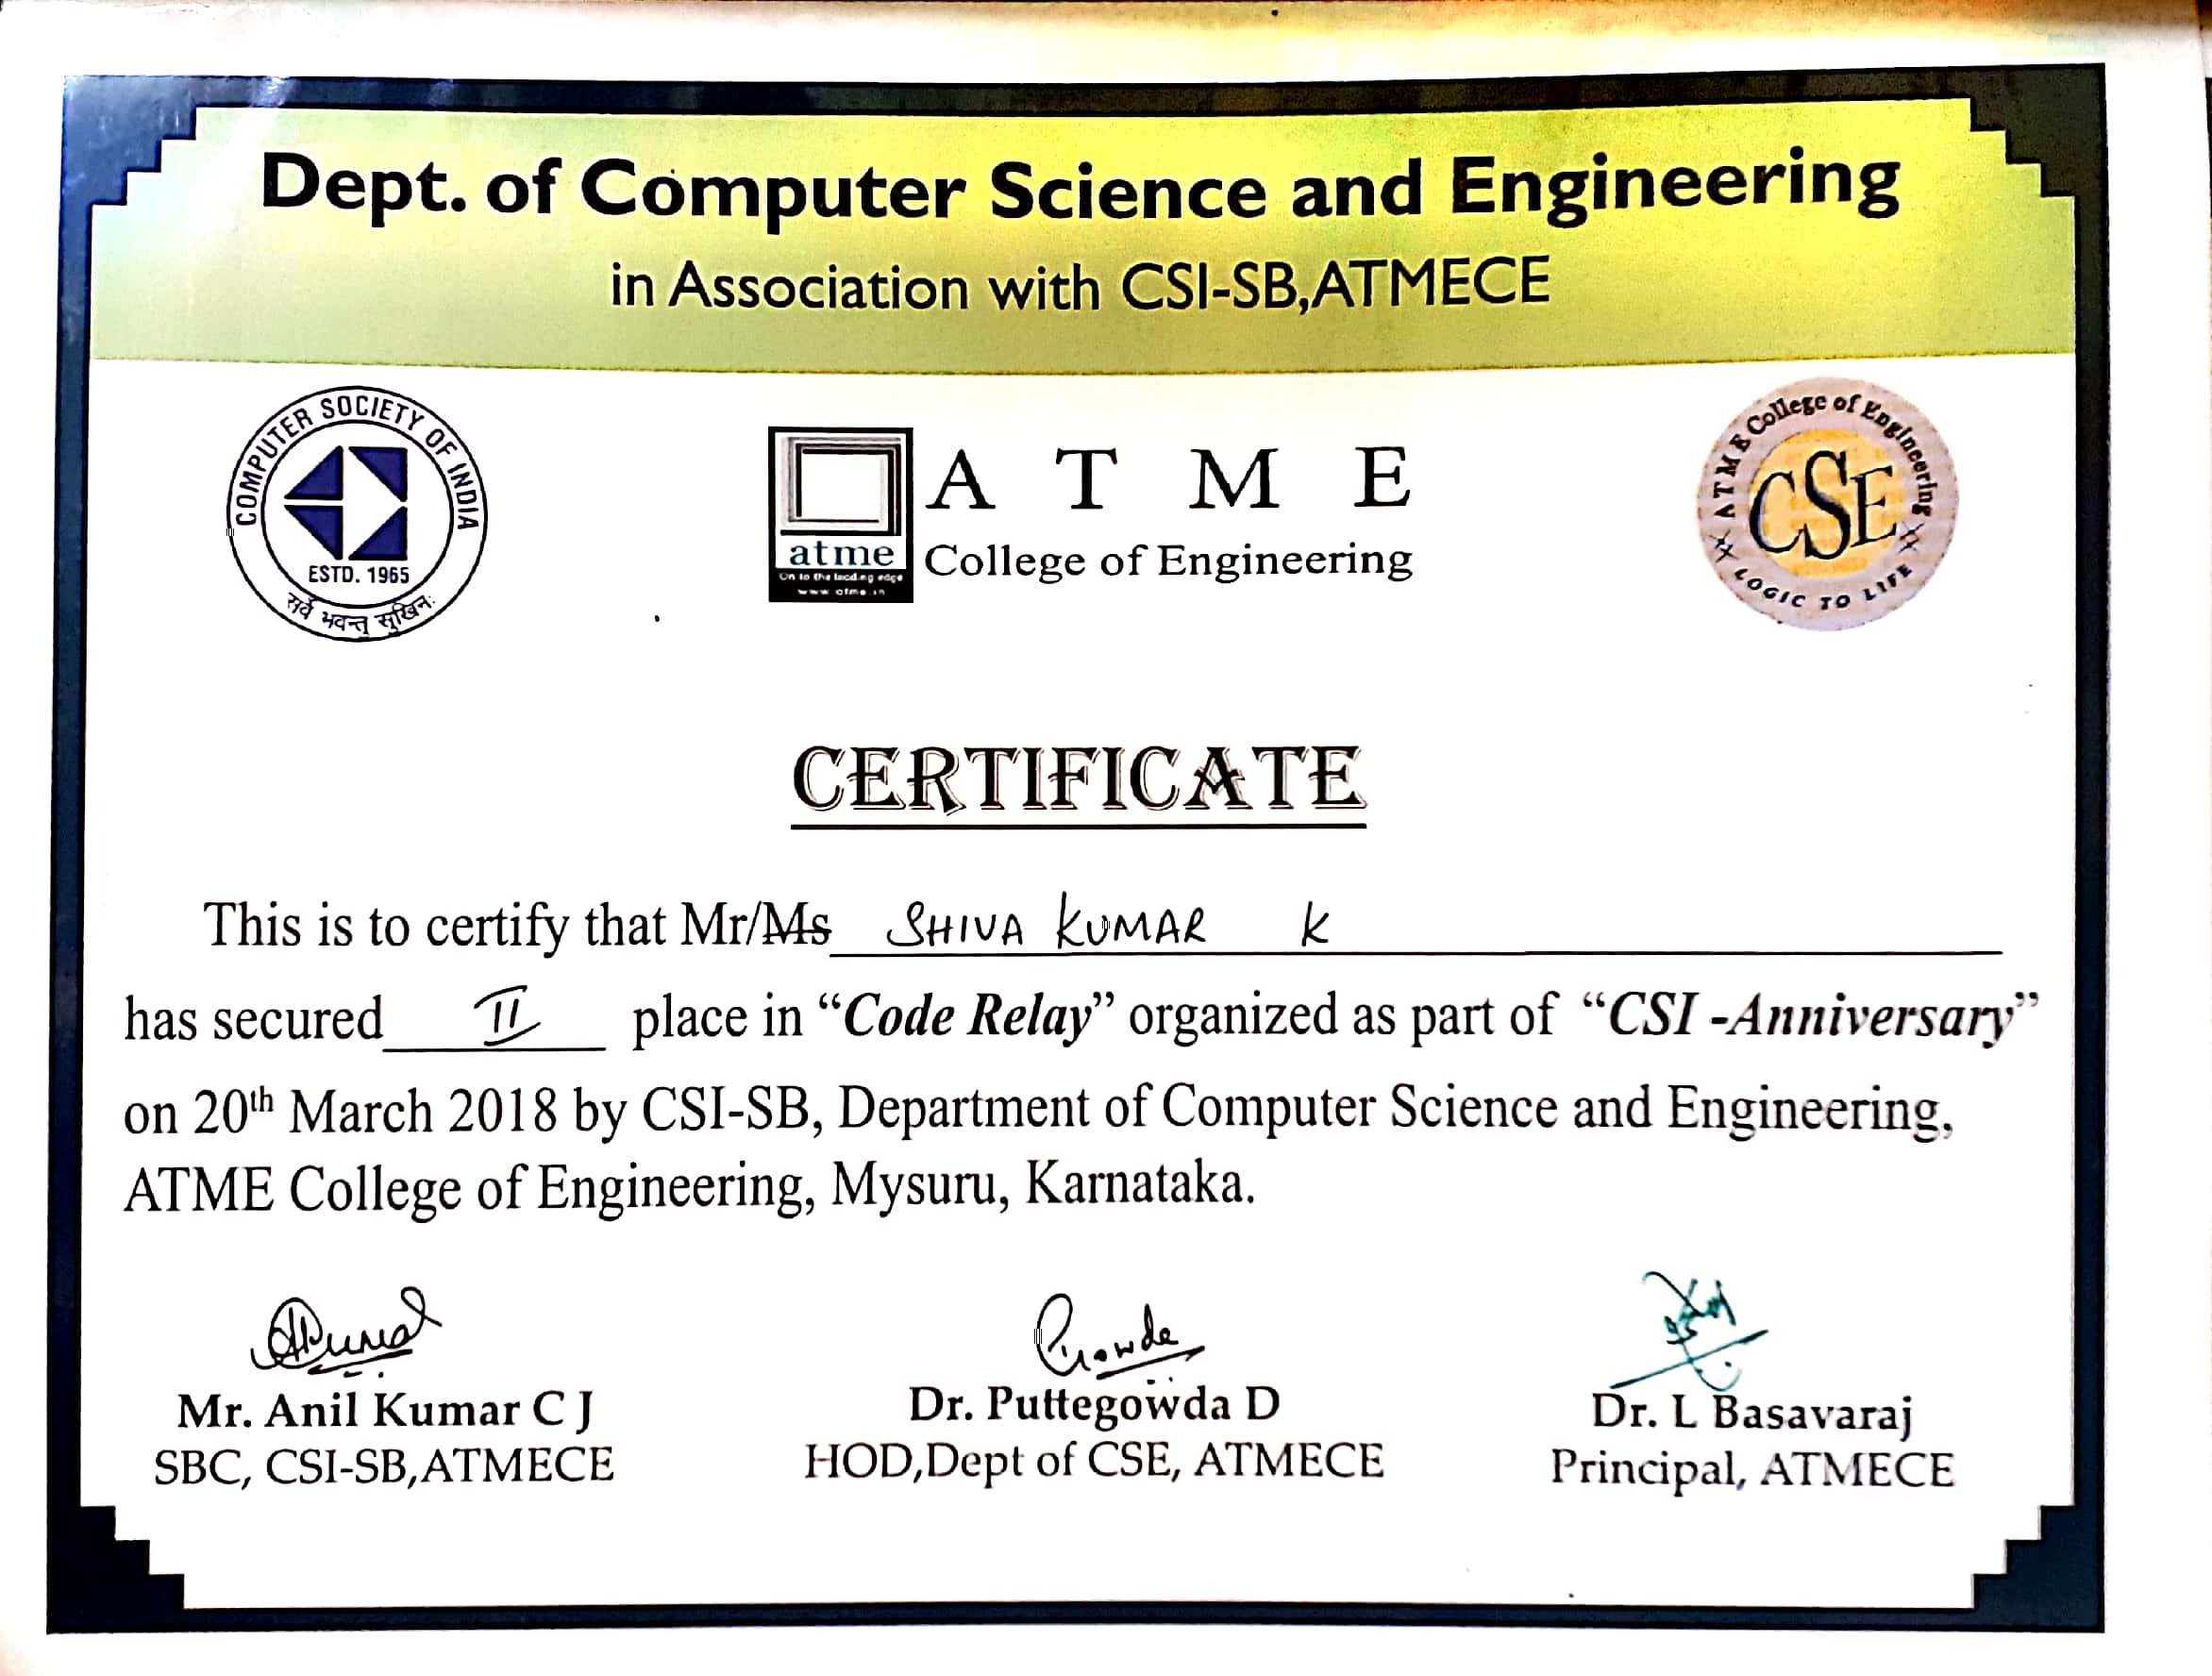 Dept. of Computer Science and Engineering
in Association with CSI-SB,ATMECE
COMPUTER SOCIETY OF INDIA
ESTD. 1965
सर्वे भवन्तु सुखिनः
atme
On to the leading edge
www.atme.in
A T M E
College of Engineering
ATME College of Engineering
CSE
LOGIC TO LIFE
CERTIFICATE
This is to certify that Mr/Ms SHIVA KUMAR K
has secured II place in “Code Relay” organized as part of “CSI -Anniversary”
on 20th March 2018 by CSI-SB, Department of Computer Science and Engineering,
ATME College of Engineering, Mysuru, Karnataka.
Mr. Anil Kumar C J
SBC, CSI-SB,ATMECE
Dr. Puttegowda D
HOD,Dept of CSE, ATMECE
Dr. L Basavaraj
Principal, ATMECE